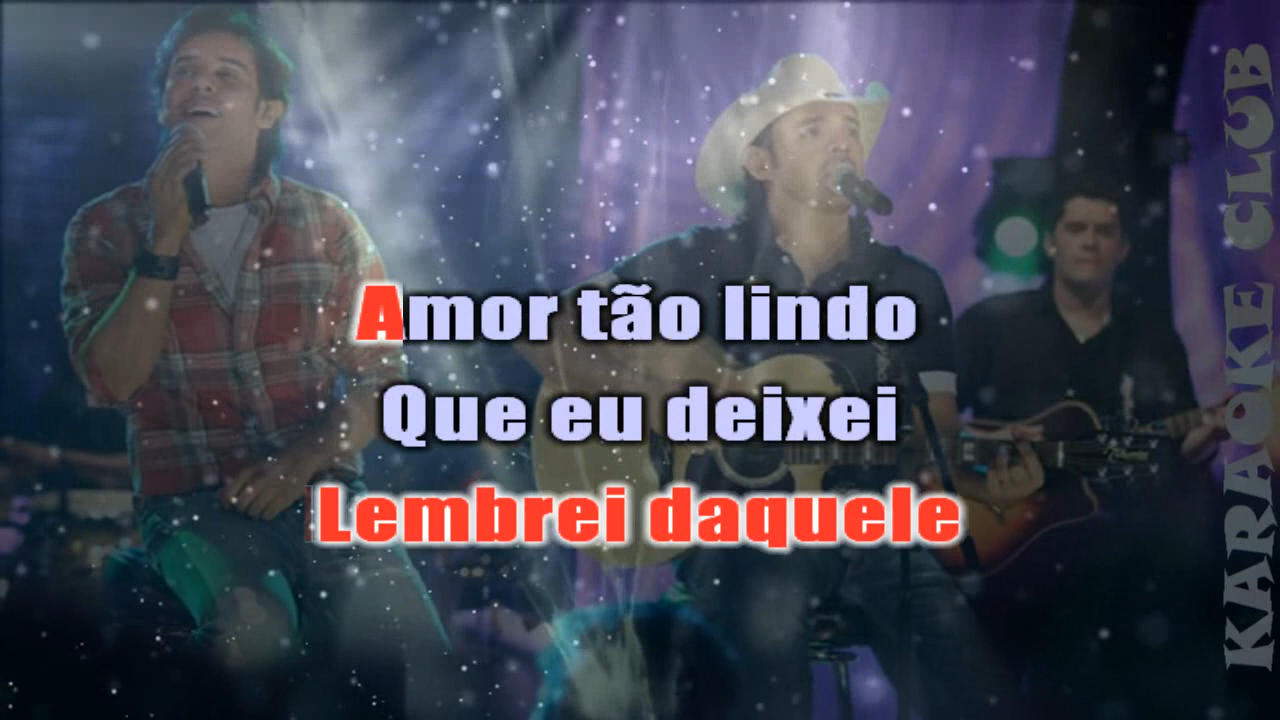 Amor tão lindo
Que eu deixei
Lembrei daquele
KARAOKE CLUB